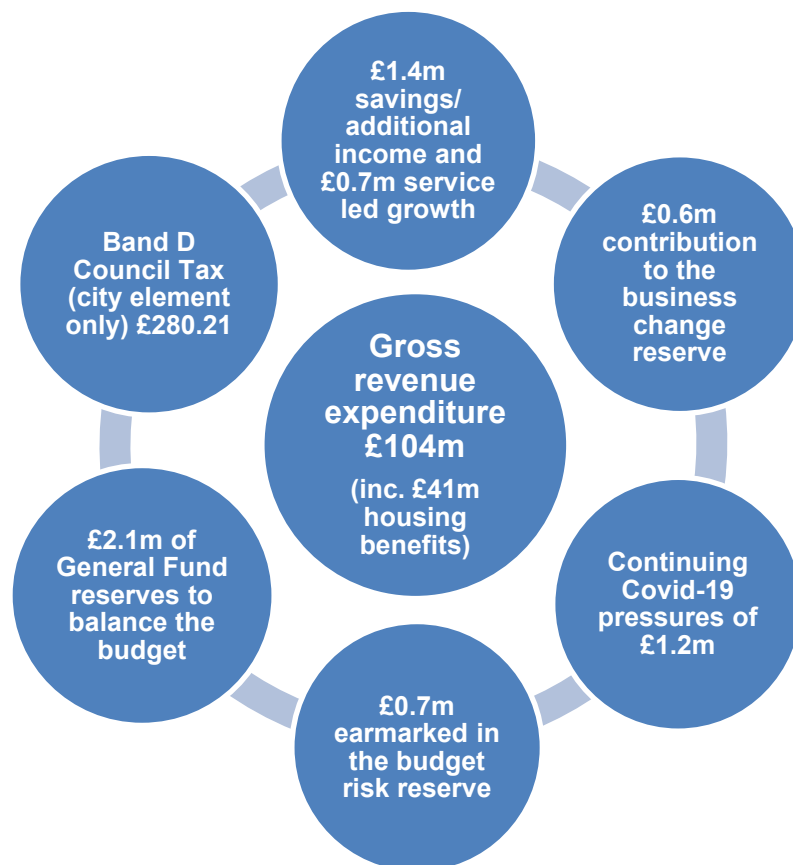 £1.4m
savings/
additional
income and
£0.7m service
led growth
£0.6m
contribution
to the
business
change
reserve
Continuing
Covid-19
pressures of
£1.2m
£0.7m
earmarked in
the budget
risk reserve
£2.1m of
General Fund
reserves to
balance the
budget
Band D
Council Tax
(city element
only) £280.21
Gross
revenue
expenditure
£104m
(inc. £41m
housing
benefits)